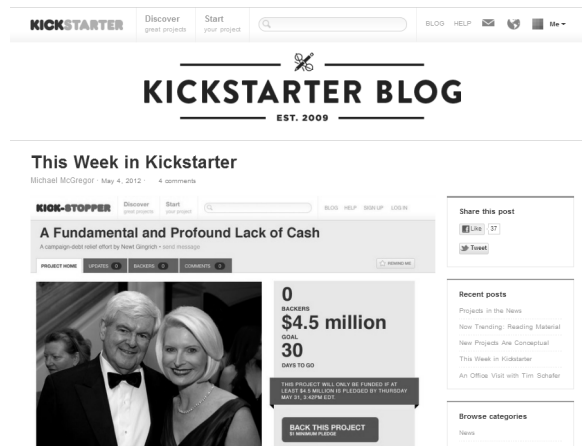 KICKSTARTER
Discover
great projects
Start
your project
BLOG HELP
Me
KICKSTARTER BLOG
EST. 2009
This Week in Kickstarter
Michael McGregor · May 4, 2012 · 4 comments
KICK-STOPPER
Discover
great projects
Start
your project
BLOG HELP SIGN UP LOG IN
A Fundamental and Profound Lack of Cash
A campaign-debt relief effort by Newt Gingrich • send message
PROJECT HOME UPDATES 0 BACKERS 0 COMMENTS 0
REMIND ME
0
BACKERS
$4.5 million
GOAL
30
DAYS TO GO
THIS PROJECT WILL ONLY BE FUNDED IF AT
LEAST $4.5 MILLION IS PLEDGED BY THURSDAY
MAY 31, 3:42PM EDT.
BACK THIS PROJECT
$1 MINIMUM PLEDGE
Share this post
Like 37
Tweet
Recent posts
Projects in the News
Now Trending: Reading Material
New Projects Are Conceptual
This Week in Kickstarter
An Office Visit with Tim Schafer
Browse categories
News